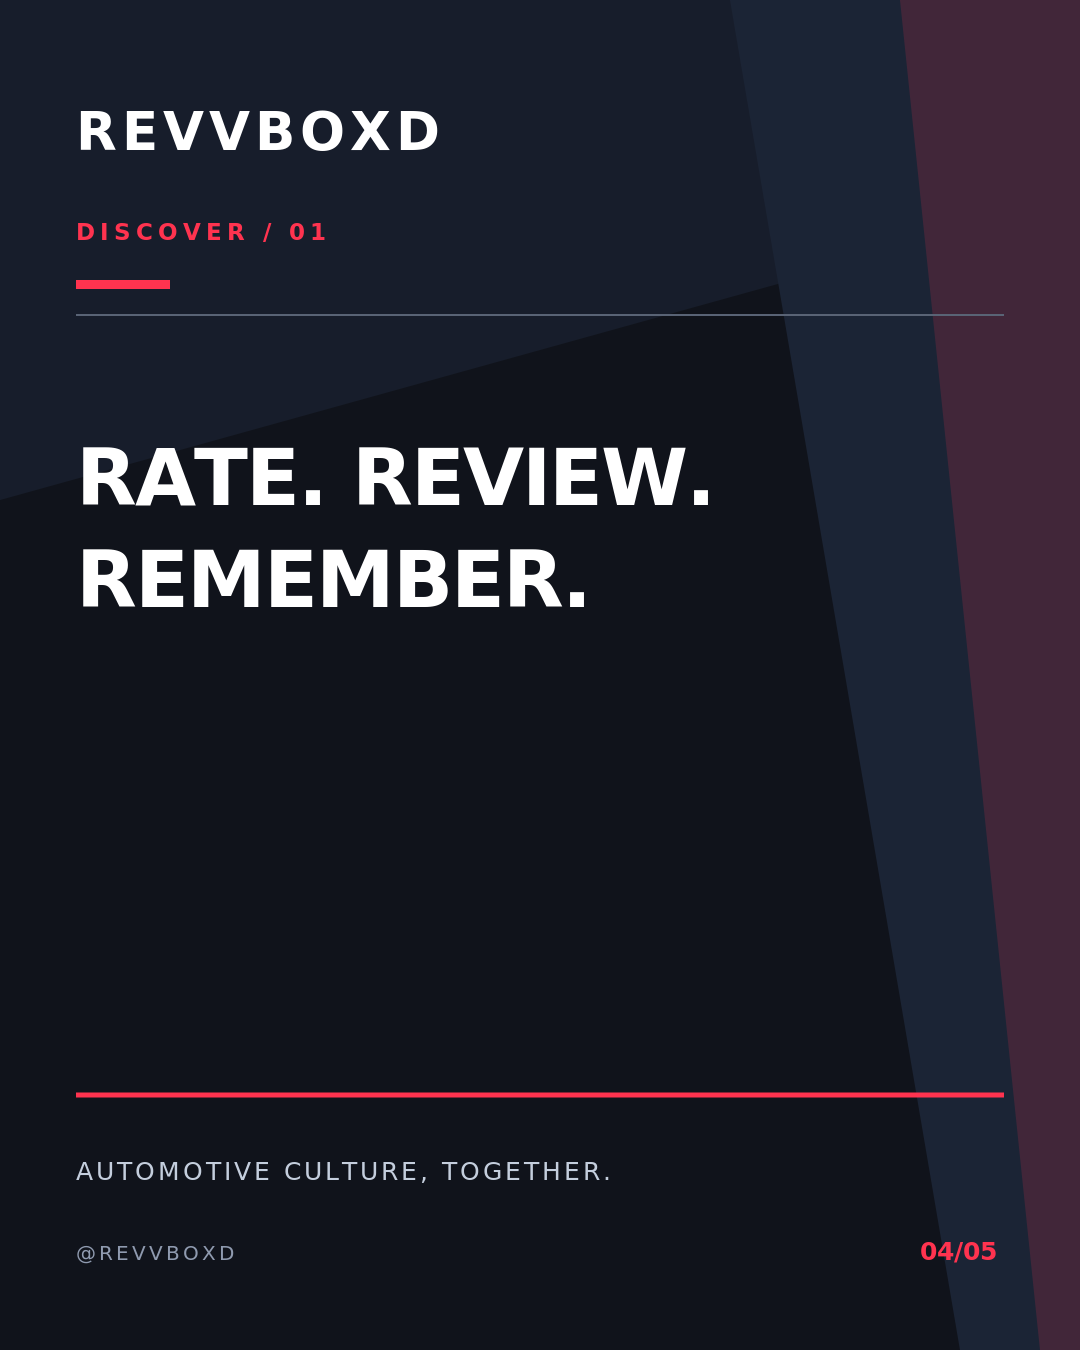 REVVBOXD
DISCOVER / 01
RATE. REVIEW.
REMEMBER.
AUTOMOTIVE CULTURE, TOGETHER.
@REVVBOXD
04/05